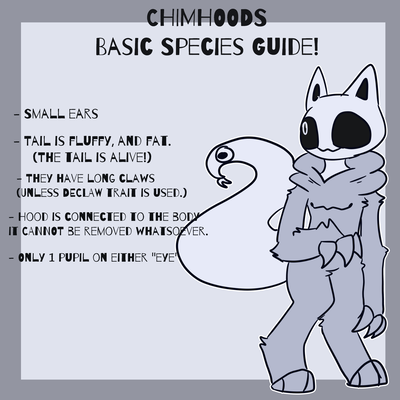 CHIMHOODS
BASIC SPECIES GUIDE!
- SMALL EARS
- TAIL IS FLUFFY, AND FAT.
(THE TAIL IS ALIVE!)
- THEY HAVE LONG CLAWS
(UNLESS DECLAW TRAIT IS USED.)
- HOOD IS CONNECTED TO THE BODY
IT CANNOT BE REMOVED WHATSOEVER.
- ONLY 1 PUPIL ON EITHER "EYE"